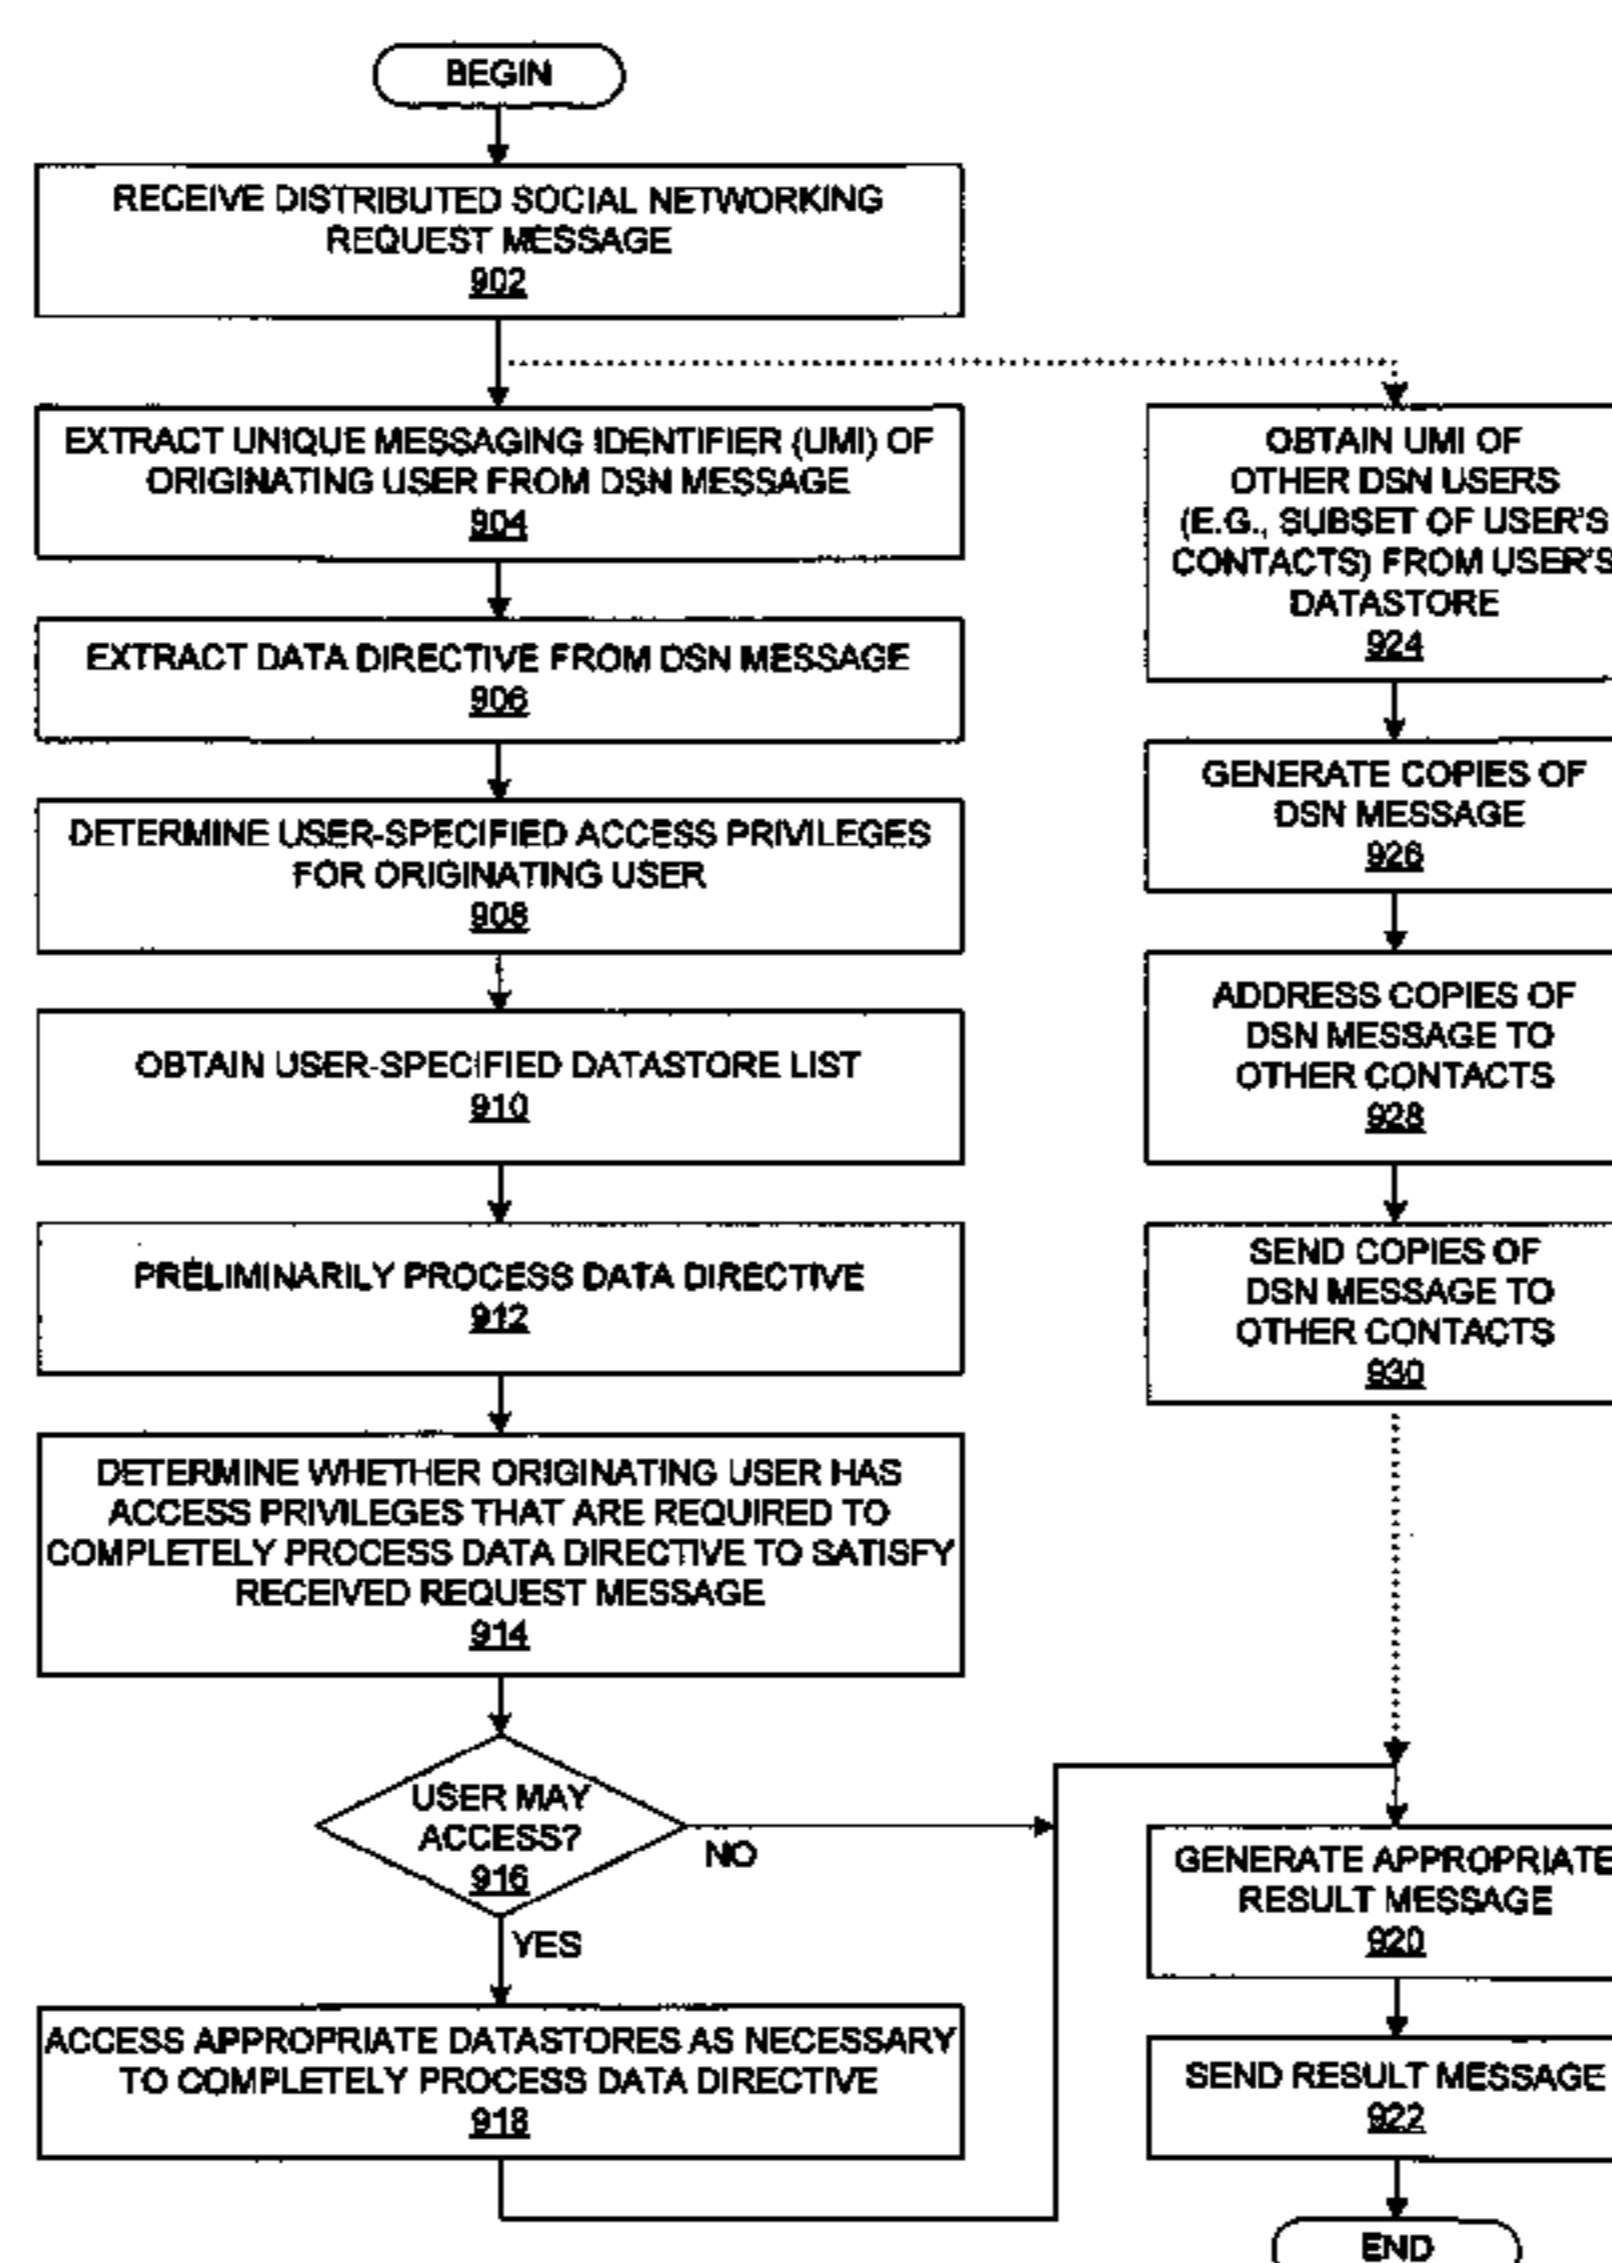 BEGIN
RECEIVE DISTRIBUTED SOCIAL NETWORKING
REQUEST MESSAGE
902
EXTRACT UNIQUE MESSAGING IDENTIFIER (UMI) OF
ORIGINATING USER FROM DSN MESSAGE
904
EXTRACT DATA DIRECTIVE FROM DSN MESSAGE
906
DETERMINE USER-SPECIFIED ACCESS PRIVILEGES
FOR ORIGINATING USER
908
OBTAIN USER-SPECIFIED DATASTORE LIST
910
PRELIMINARILY PROCESS DATA DIRECTIVE
912
DETERMINE WHETHER ORIGINATING USER HAS
ACCESS PRIVILEGES THAT ARE REQUIRED TO
COMPLETELY PROCESS DATA DIRECTIVE TO SATISFY
RECEIVED REQUEST MESSAGE
914
USER MAY
ACCESS?
916
NO
YES
ACCESS APPROPRIATE DATASTORES AS NECESSARY
TO COMPLETELY PROCESS DATA DIRECTIVE
918
OBTAIN UMI OF
OTHER DSN USERS
(E.G., SUBSET OF USER'S
CONTACTS) FROM USER'S
DATASTORE
924
GENERATE COPIES OF
DSN MESSAGE
926
ADDRESS COPIES OF
DSN MESSAGE TO
OTHER CONTACTS
928
SEND COPIES OF
DSN MESSAGE TO
OTHER CONTACTS
930
GENERATE APPROPRIATE
RESULT MESSAGE
920
SEND RESULT MESSAGE
922
END